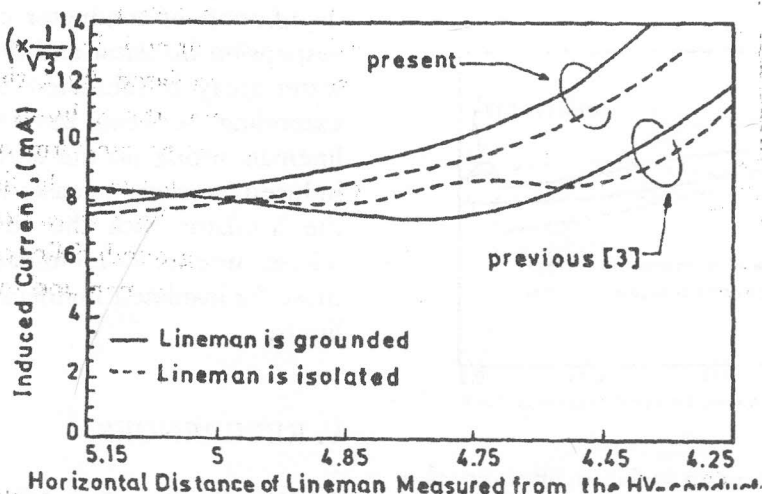 (×1/√3)
14
12
10
8
6
4
2
0
Induced Current, (mA)
present
previous [3]
Lineman is grounded
Lineman is isolated
5.15 5 4.85 4.75 4.45 4.25
Horizontal Distance of Lineman Measured from the HV-conduct